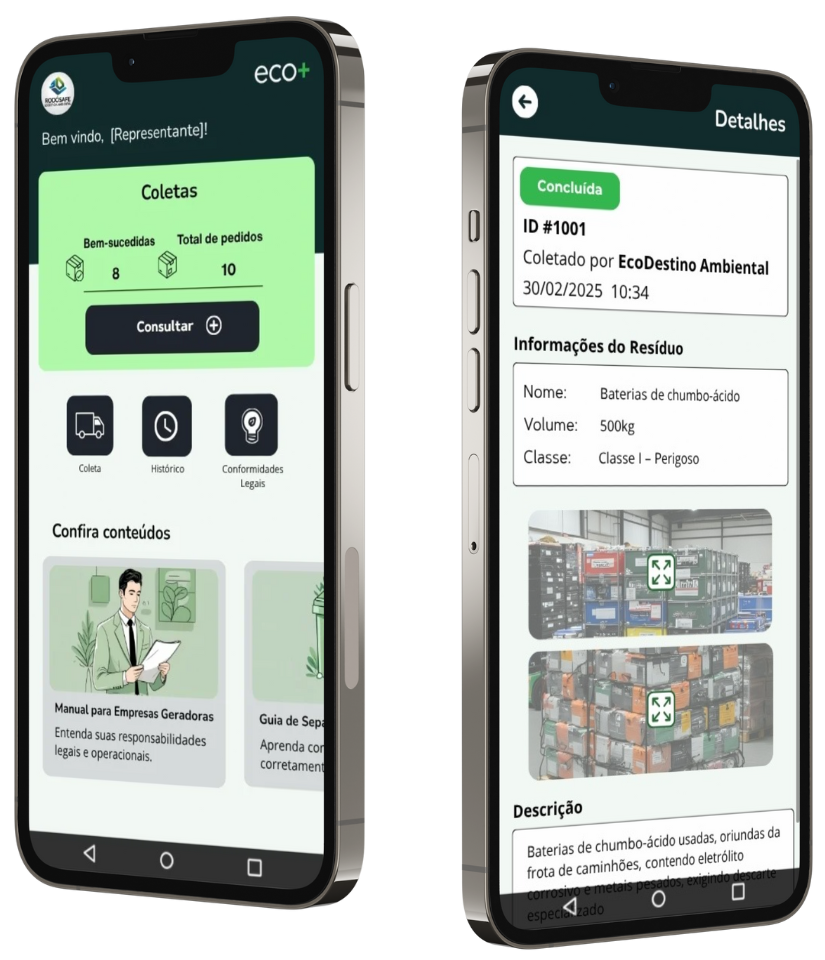 RODOSAFE
eco+
Bem vindo, [Representante]!
Coletas
Bem-sucedidas
Total de pedidos
8
10
Consultar
Coleta
Histórico
Conformidades
Legais
Confira conteúdos
Manual para Empresas Geradoras
Entenda suas responsabilidades
legais e operacionais.
Guia de Sepa
Aprenda cor
corretament
Detalhes
Concluída
ID #1001
Coletado por EcoDestino Ambiental
30/02/2025 10:34
Informações do Resíduo
Nome: Baterias de chumbo-ácido
Volume: 500kg
Classe: Classe I – Perigoso
Descrição
Baterias de chumbo-ácido usadas, oriundas da
frota de caminhões, contendo eletrólito
corrosivo e metais pesados, exigindo descarte
especializado